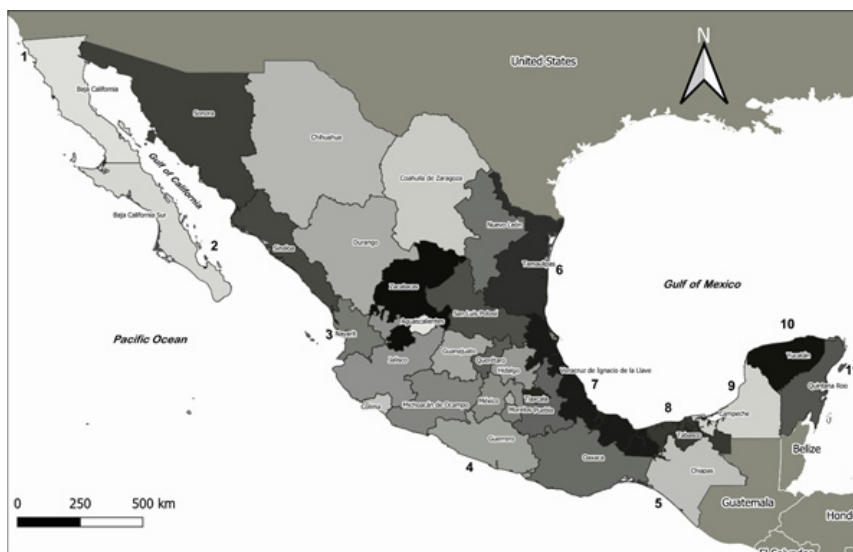 N
United States
1
Baja California
Sonora
Chihuahua
Coahuila de Zaragoza
Gulf of California
Baja California Sur
2
Nuevo León
Durango
Sinaloa
Tamaulipas
6
Gulf of Mexico
Zacatecas
San Luis Potosí
Aguascalientes
Pacific Ocean
3
Nayarit
10
Yucatán
Jalisco
Guanajuato
Querétaro
Hidalgo
Veracruz de Ignacio de la Llave
7
9
Quintana Roo
Colima
Michoacán de Ocampo
México
Tlaxcala
Morelos
Puebla
8
Campeche
Tabasco
Guerrero
4
Oaxaca
Chiapas
5
Belize
Guatemala
0 250 500 km